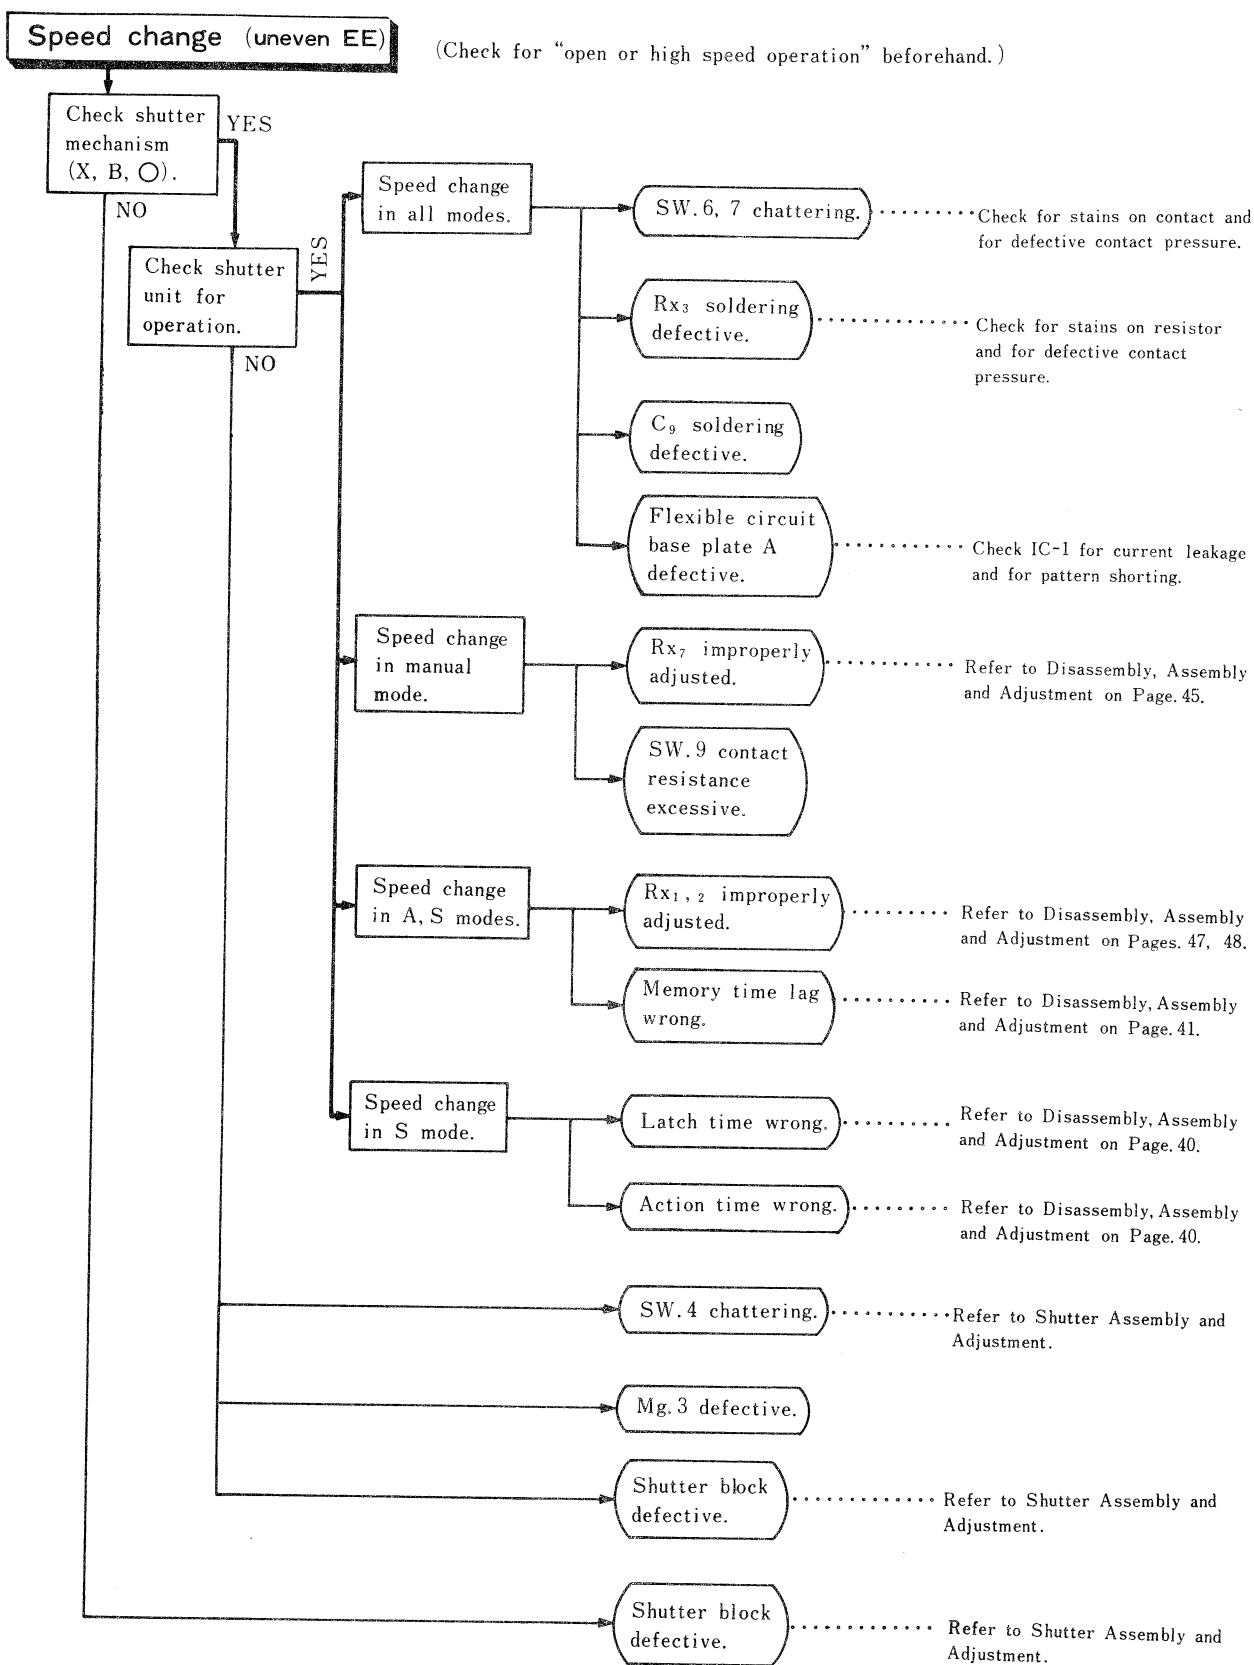 Speed change (uneven EE)
(Check for “open or high speed operation” beforehand.)
Check shutter
mechanism
(X, B, ○).
YES
NO
Check shutter
unit for
operation.
YES
NO
Speed change
in all modes.
SW.6, 7 chattering.
Check for stains on contact and
for defective contact pressure.
Rx₃ soldering
defective.
Check for stains on resistor
and for defective contact
pressure.
C₉ soldering
defective.
Flexible circuit
base plate A
defective.
Check IC-1 for current leakage
and for pattern shorting.
Speed change
in manual
mode.
Rx₇ improperly
adjusted.
Refer to Disassembly, Assembly
and Adjustment on Page. 45.
SW.9 contact
resistance
excessive.
Speed change
in A, S modes.
Rx₁, ₂ improperly
adjusted.
Refer to Disassembly, Assembly
and Adjustment on Pages. 47, 48.
Memory time lag
wrong.
Refer to Disassembly, Assembly
and Adjustment on Page. 41.
Speed change
in S mode.
Latch time wrong.
Refer to Disassembly, Assembly
and Adjustment on Page. 40.
Action time wrong.
Refer to Disassembly, Assembly
and Adjustment on Page. 40.
SW.4 chattering.
Refer to Shutter Assembly and
Adjustment.
Mg.3 defective.
Shutter block
defective.
Refer to Shutter Assembly and
Adjustment.
Shutter block
defective.
Refer to Shutter Assembly and
Adjustment.